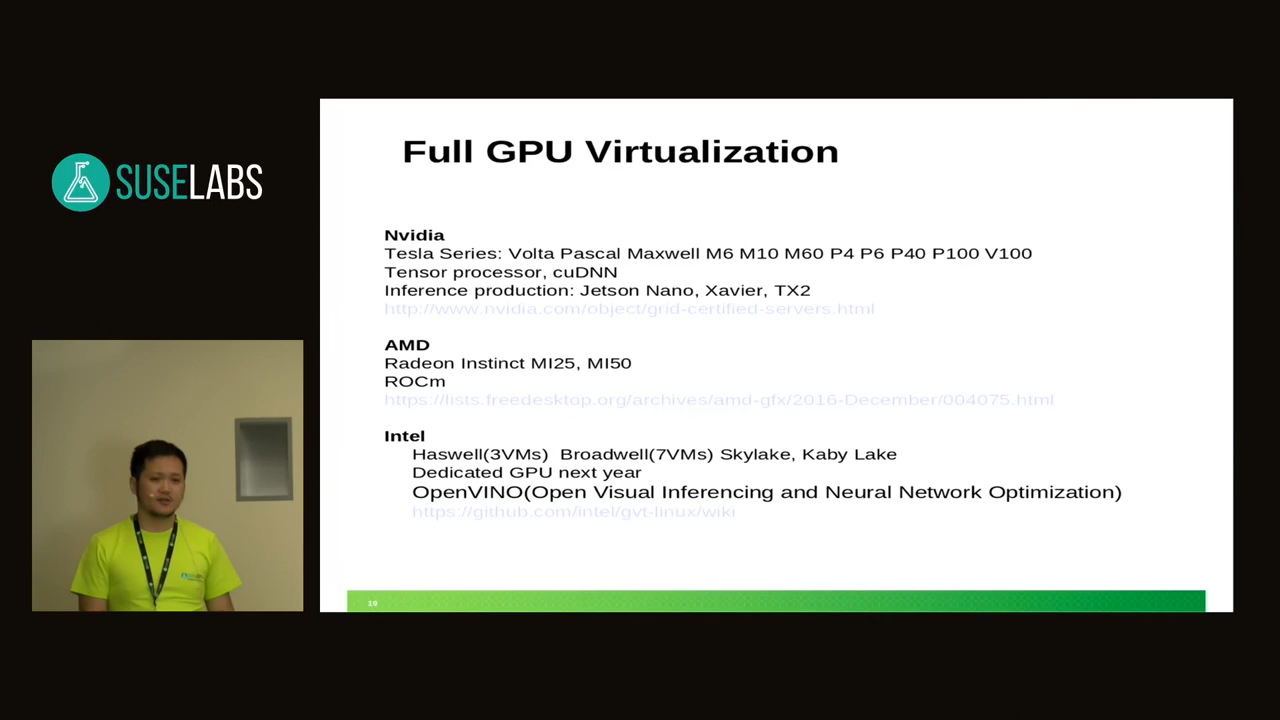 SUSELABS
Full GPU Virtualization
Nvidia
Tesla Series: Volta Pascal Maxwell M6 M10 M60 P4 P6 P40 P100 V100
Tensor processor, cuDNN
Inference production: Jetson Nano, Xavier, TX2
http://www.nvidia.com/object/grid-certified-servers.html
AMD
Radeon Instinct MI25, MI50
ROCm
https://lists.freedesktop.org/archives/amd-gfx/2016-December/004075.html
Intel
Haswell(3VMs) Broadwell(7VMs) Skylake, Kaby Lake
Dedicated GPU next year
OpenVINO(Open Visual Inferencing and Neural Network Optimization)
https://github.com/intel/gvt-linux/wiki
19